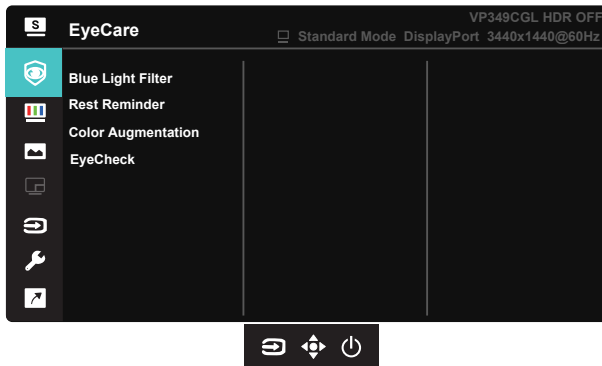 S
EyeCare
VP349CGL HDR OFF
Standard Mode DisplayPort 3440x1440@60Hz
Blue Light Filter
Rest Reminder
Color Augmentation
EyeCheck